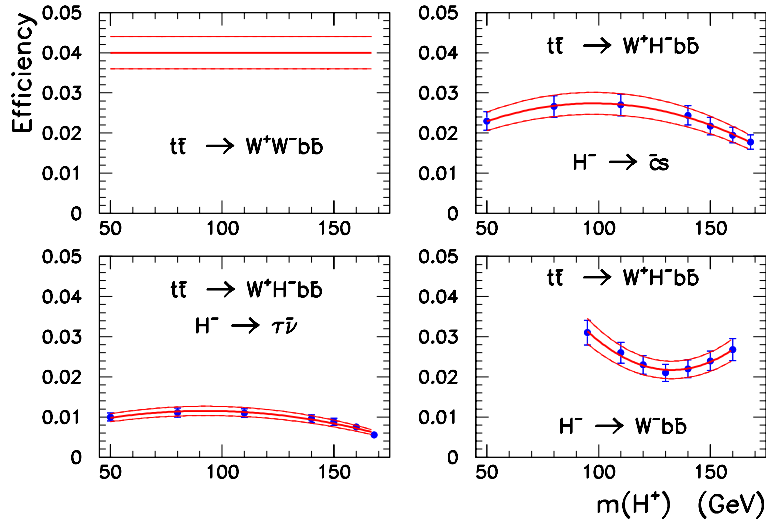 Efficiency
0.05
0.04
0.03
0.02
0.01
0
50 100 150
tt̄ → W⁺W⁻bb̄
0.05
0.04
0.03
0.02
0.01
0
50 100 150
tt̄ → W⁺H⁻bb̄
H⁻ → c̄s
0.05
0.04
0.03
0.02
0.01
0
50 100 150
tt̄ → W⁺H⁻bb̄
H⁻ → τν̄
0.05
0.04
0.03
0.02
0.01
0
50 100 150
tt̄ → W⁺H⁻bb̄
H⁻ → W⁻bb̄
m(H⁺) (GeV)